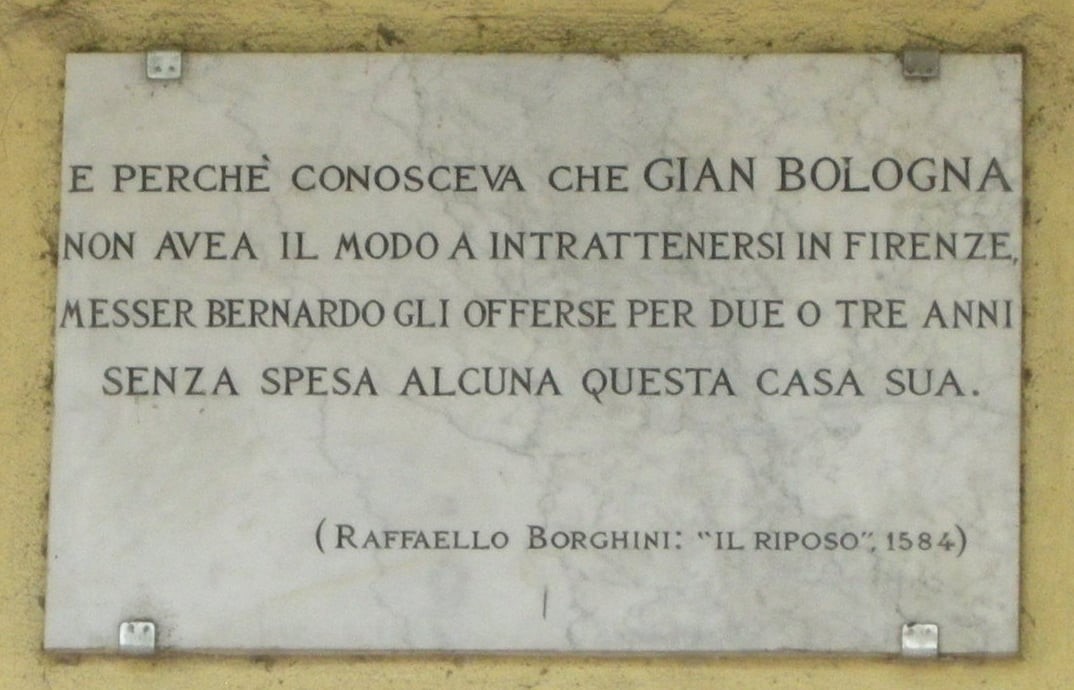 E PERCHÈ CONOSCEVA CHE GIAN BOLOGNA
NON AVEA IL MODO A INTRATTENERSI IN FIRENZE,
MESSER BERNARDO GLI OFFERSE PER DUE O TRE ANNI
SENZA SPESA ALCUNA QUESTA CASA SUA.
(RAFFAELLO BORGHINI: "IL RIPOSO", 1584)